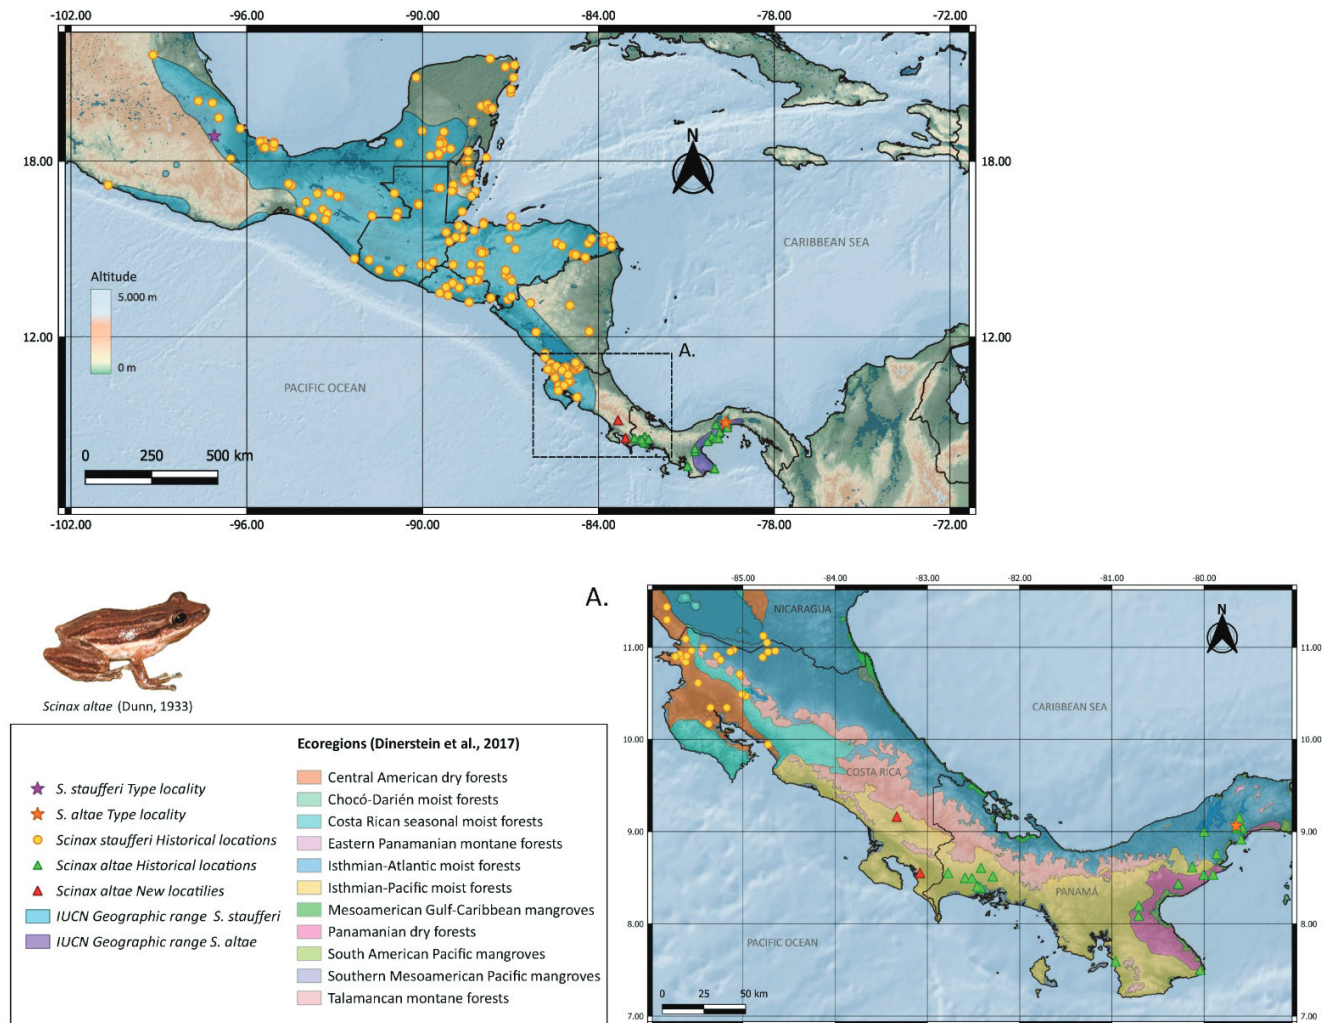 -102.00 -96.00 -90.00 -84.00 -78.00 -72.00
N
18.00 18.00
CARIBBEAN SEA
Altitude
5.000 m
0 m
12.00 12.00
A.
PACIFIC OCEAN
0 250 500 km
-102.00 -96.00 -90.00 -84.00 -78.00 -72.00
Scinax altae (Dunn, 1933)
S. staufferi Type locality
S. altae Type locality
Scinax staufferi Historical locations
Scinax altae Historical locations
Scinax altae New locatilies
IUCN Geographic range S. staufferi
IUCN Geographic range S. altae
Ecoregions (Dinerstein et al., 2017)
Central American dry forests
Chocó-Darién moist forests
Costa Rican seasonal moist forests
Eastern Panamanian montane forests
Isthmian-Atlantic moist forests
Isthmian-Pacific moist forests
Mesoamerican Gulf-Caribbean mangroves
Panamanian dry forests
South American Pacific mangroves
Southern Mesoamerican Pacific mangroves
Talamancan montane forests
A.
-85.00 -84.00 -83.00 -82.00 -81.00 -80.00
NICARAGUA
N
11.00 11.00
CARIBBEAN SEA
10.00 10.00
COSTA RICA
9.00 9.00
PANAMÁ
8.00 8.00
PACIFIC OCEAN
0 25 50 km
7.00 7.00